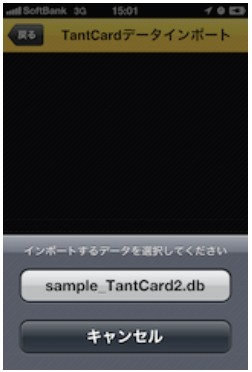 SoftBank 3G 15:01
戻る TantCardデータインポート
インポートするデータを選択してください
sample_TantCard2.db
キャンセル